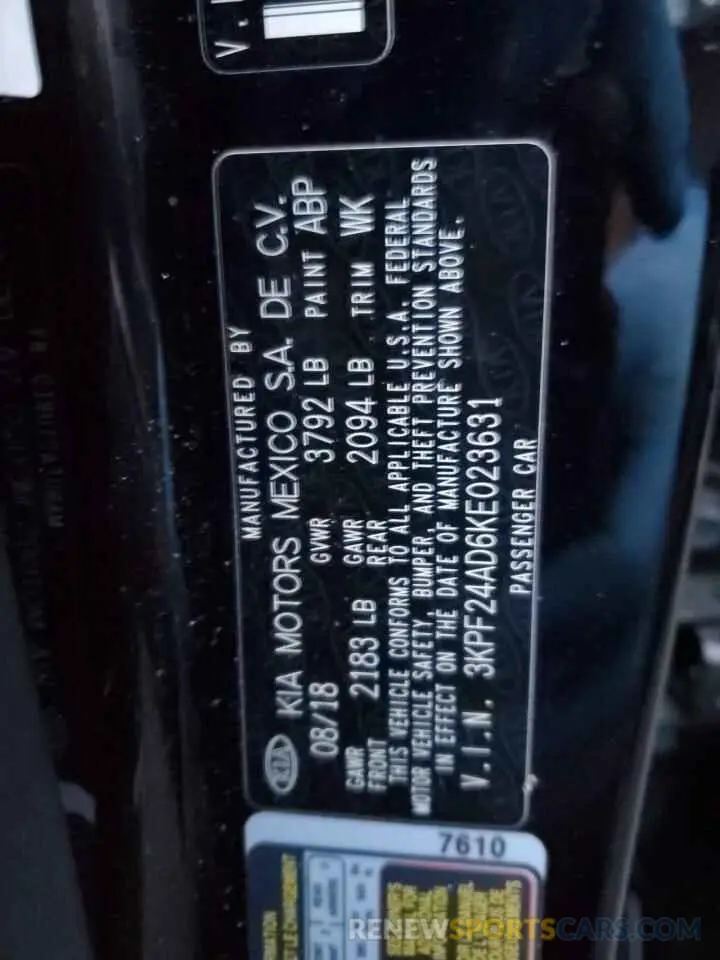 V.I
MANUFACTURED BY
KIA KIA MOTORS MEXICO S.A. DE C.V.
08/18 GVWR 3792 LB PAINT ABP
GAWR FRONT 2183 LB GAWR REAR 2094 LB TRIM WK
THIS VEHICLE CONFORMS TO ALL APPLICABLE U.S.A. FEDERAL
MOTOR VEHICLE SAFETY, BUMPER, AND THEFT PREVENTION STANDARDS
IN EFFECT ON THE DATE OF MANUFACTURE SHOWN ABOVE.
V.I.N. 3KPF24AD6KE023631
PASSENGER CAR
7610
RENEWSPORTSCARS.COM